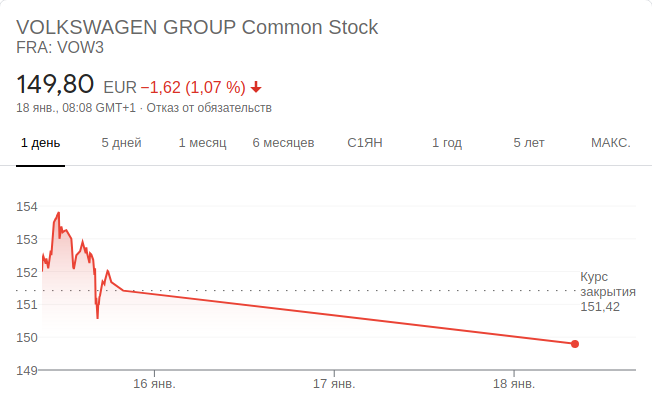 VOLKSWAGEN GROUP Common Stock
FRA: VOW3
149,80 EUR −1,62 (1,07 %)
18 янв., 08:08 GMT+1 · Отказ от обязательств
1 день 5 дней 1 месяц 6 месяцев С1ЯН 1 год 5 лет МАКС.
154
153
152
151
150
149
Курс
закрытия
151,42
16 янв. 17 янв. 18 янв.